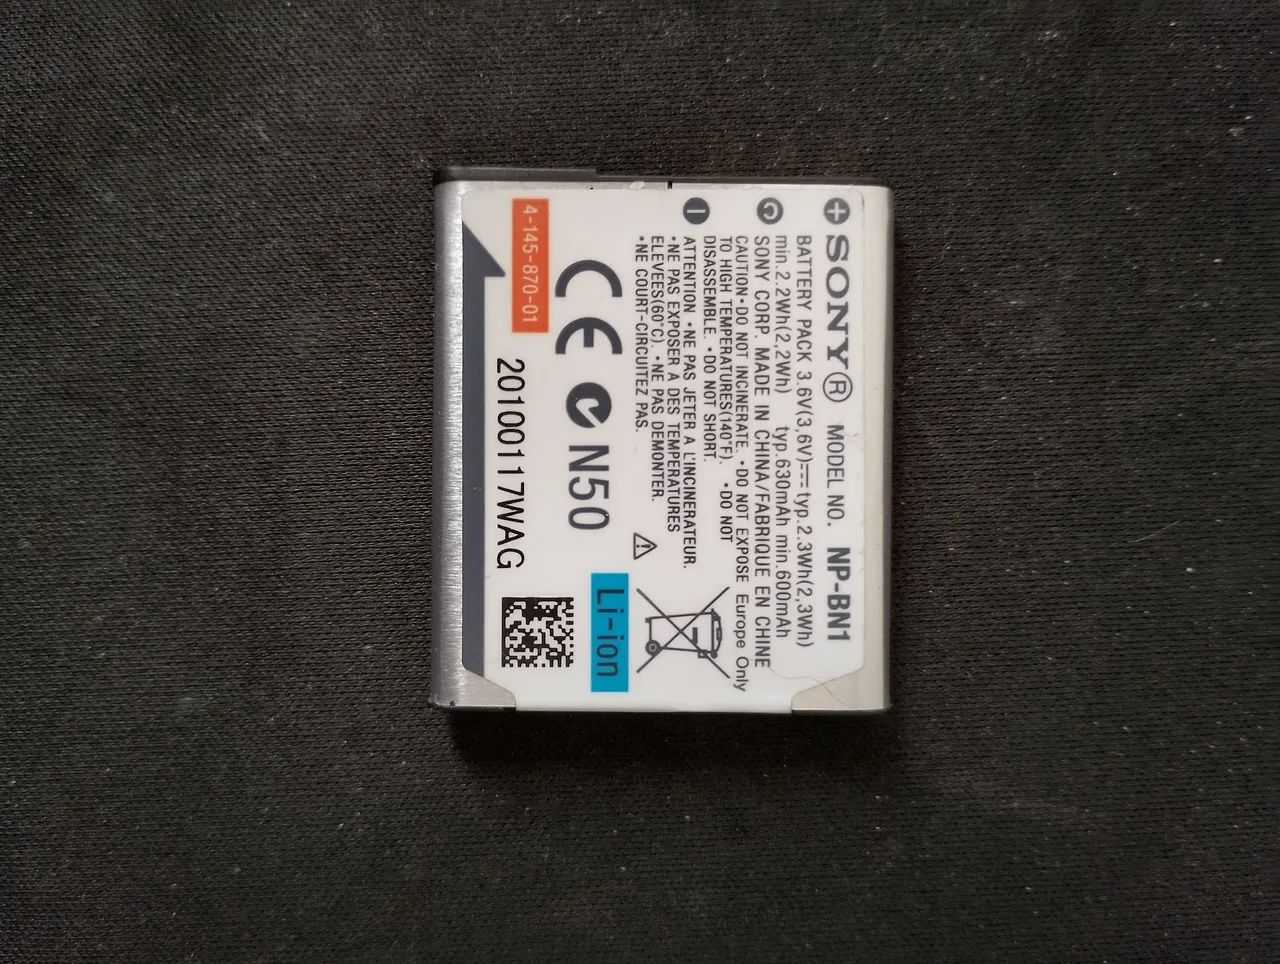 SONY® MODEL NO. NP-BN1
BATTERY PACK 3.6V(3,6V)⎓typ.2.3Wh(2,3Wh)
min.2.2Wh(2,2Wh) typ.630mAh min.600mAh
SONY CORP. MADE IN CHINA/FABRIQUE EN CHINE
CAUTION•DO NOT INCINERATE. •DO NOT EXPOSE
TO HIGH TEMPERATURES(140°F). •DO NOT
DISASSEMBLE. •DO NOT SHORT.
ATTENTION •NE PAS JETER A L'INCINERATEUR.
•NE PAS EXPOSER A DES TEMPERATURES
ELEVEES(60°C). •NE PAS DEMONTER.
•NE COURT-CIRCUITEZ PAS.
Europe Only
CE N50
Li-ion
4-145-870-01
20100117WAG